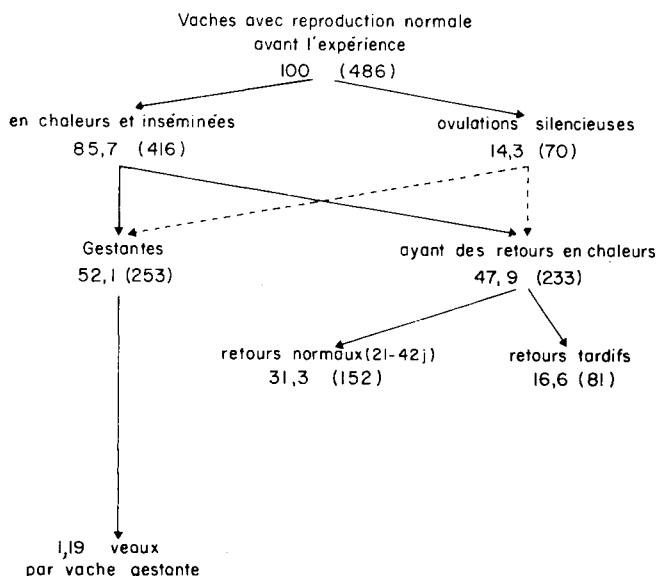 Vaches avec reproduction normale
avant l'expérience
100 (486)
en chaleurs et inséminées
85,7 (416)
ovulations silencieuses
14,3 (70)
Gestantes
52,1 (253)
ayant des retours en chaleurs
47,9 (233)
retours normaux (21-42j)
31,3 (152)
retours tardifs
16,6 (81)
1,19 veaux
par vache gestante